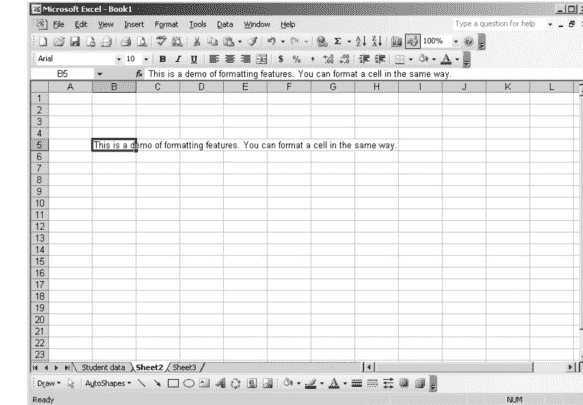 Microsoft Excel - Book1
File Edit View Insert Format Tools Data Window Help Type a question for help
100%
Arial 10 B I U $ % ,
B5 fx This is a demo of formatting features. You can format a cell in the same way.
A B C D E F G H I J K L
1
2
3
4
5 This is a demo of formatting features. You can format a cell in the same way.
6
7
8
9
10
11
12
13
14
15
16
17
18
19
20
21
22
23
Student data Sheet2 Sheet3
Draw AutoShapes
Ready NUM